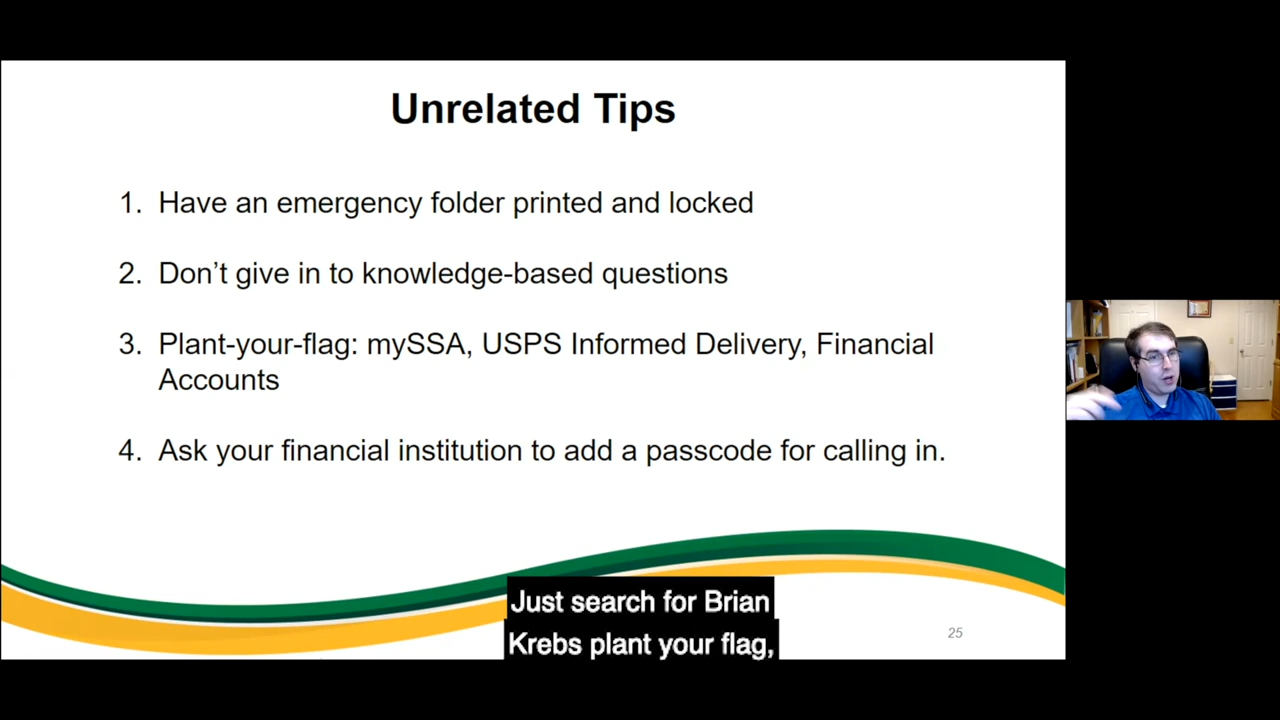 Unrelated Tips
1. Have an emergency folder printed and locked
2. Don’t give in to knowledge-based questions
3. Plant-your-flag: mySSA, USPS Informed Delivery, Financial
Accounts
4. Ask your financial institution to add a passcode for calling in.
Just search for Brian
Krebs plant your flag,
25